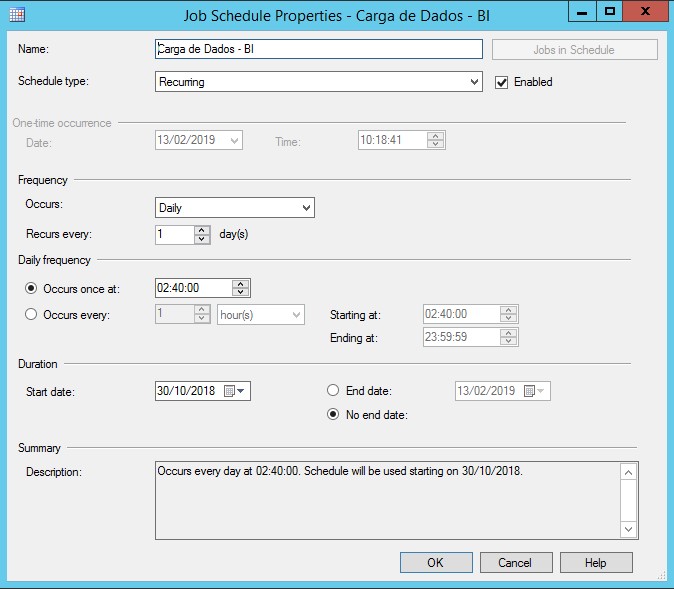 Job Schedule Properties - Carga de Dados - BI
Name: Carga de Dados - BI Jobs in Schedule
Schedule type: Recurring Enabled
One-time occurrence
Date: 13/02/2019 Time: 10:18:41
Frequency
Occurs: Daily
Recurs every: 1 day(s)
Daily frequency
Occurs once at: 02:40:00
Occurs every: 1 hour(s) Starting at: 02:40:00
Ending at: 23:59:59
Duration
Start date: 30/10/2018 End date: 13/02/2019
No end date:
Summary
Description: Occurs every day at 02:40:00. Schedule will be used starting on 30/10/2018.
OK Cancel Help